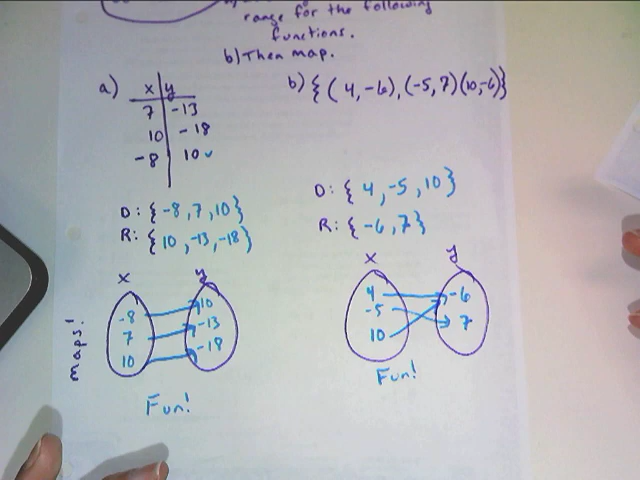 range for the following
functions.
b) Then map.
a) x y
7 -13
10 -18
-8 10
D: {-8, 7, 10}
R: {10, -13, -18}
x y
-8 10
7 -13
10 -18
maps!
Fun!
b) {(4, -6), (-5, 7) (10, -6)}
D: {4, -5, 10}
R: {-6, 7}
x y
4 -6
-5 7
10
Fun!